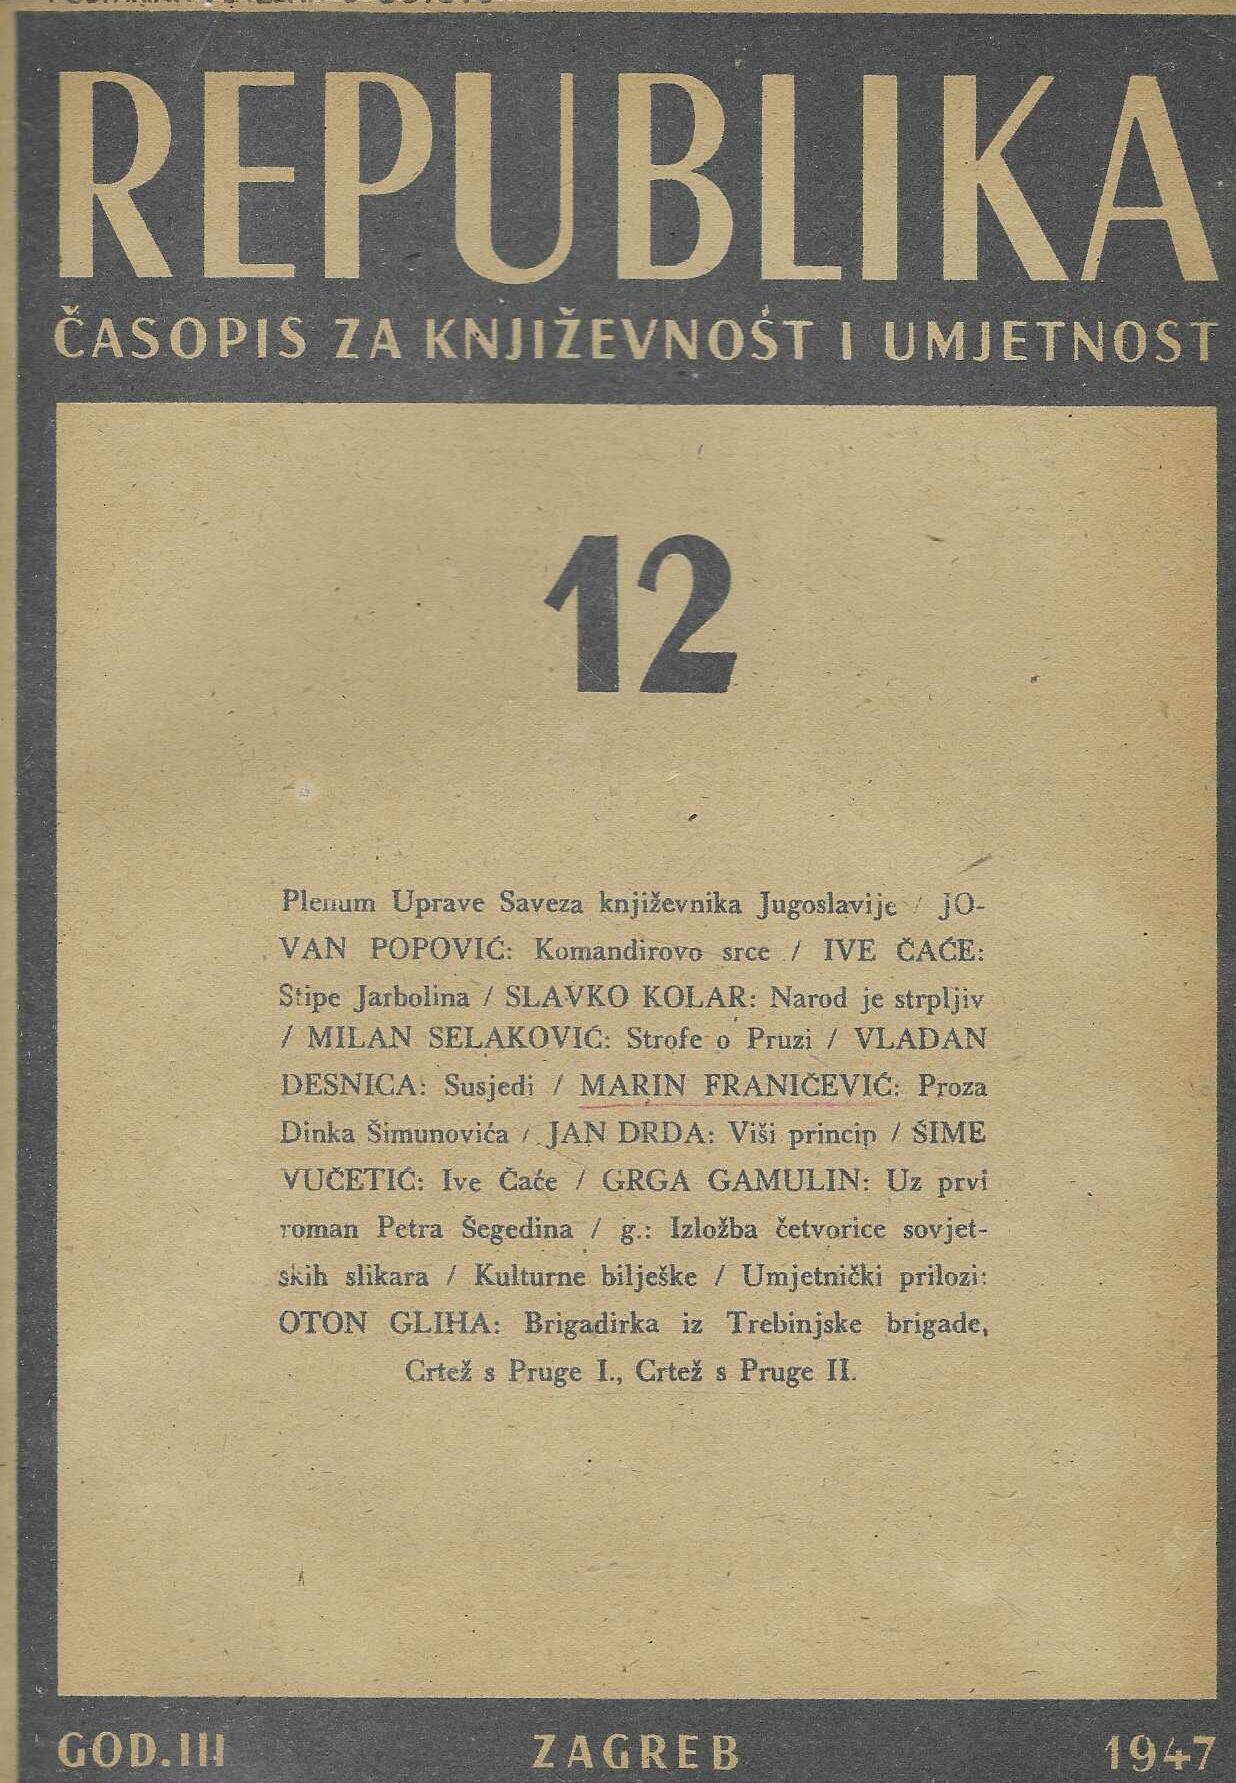 REPUBLIKA
ČASOPIS ZA KNJIŽEVNOST I UMJETNOST
12
Plenum Uprave Saveza književnika Jugoslavije / JO-
VAN POPOVIĆ: Komandirovo srce / IVE ČAĆE:
Stipe Jarbolina / SLAVKO KOLAR: Narod je strpljiv
/ MILAN SELAKOVIĆ: Strofe o Pruzi / VLADAN
DESNICA: Susjedi / MARIN FRANIČEVIĆ: Proza
Dinka Šimunovića / JAN DRDA: Viši princip / ŠIME
VUČETIĆ: Ive Čaće / GRGA GAMULIN: Uz prvi
roman Petra Šegedina / g.: Izložba četvorice sovjet-
skih slikara / Kulturne bilješke / Umjetnički prilozi:
OTON GLIHA: Brigadirka iz Trebinjske brigade,
Crtež s Pruge I., Crtež s Pruge II.
GOD. III ZAGREB 1947